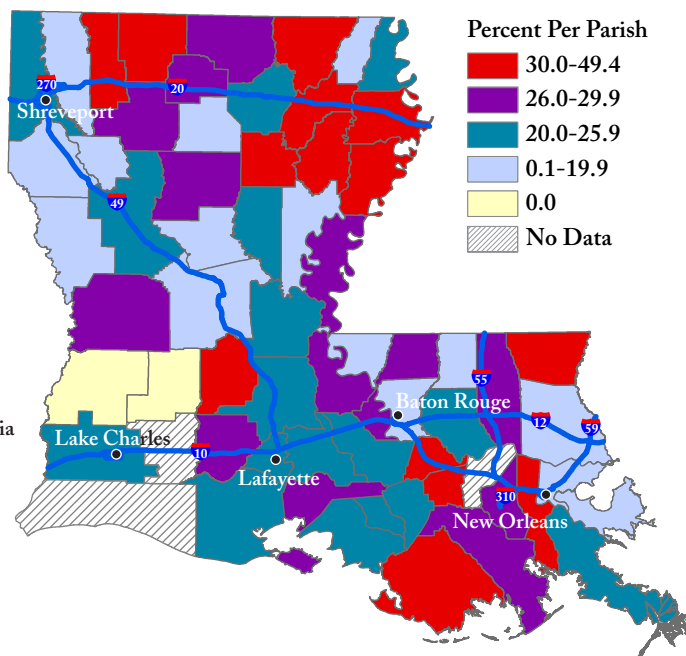 Percent Per Parish
30.0-49.4
26.0-29.9
20.0-25.9
0.1-19.9
0.0
No Data
270
20
Shreveport
49
55
Baton Rouge
12
59
ia
Lake Charles
10
Lafayette
310
New Orleans